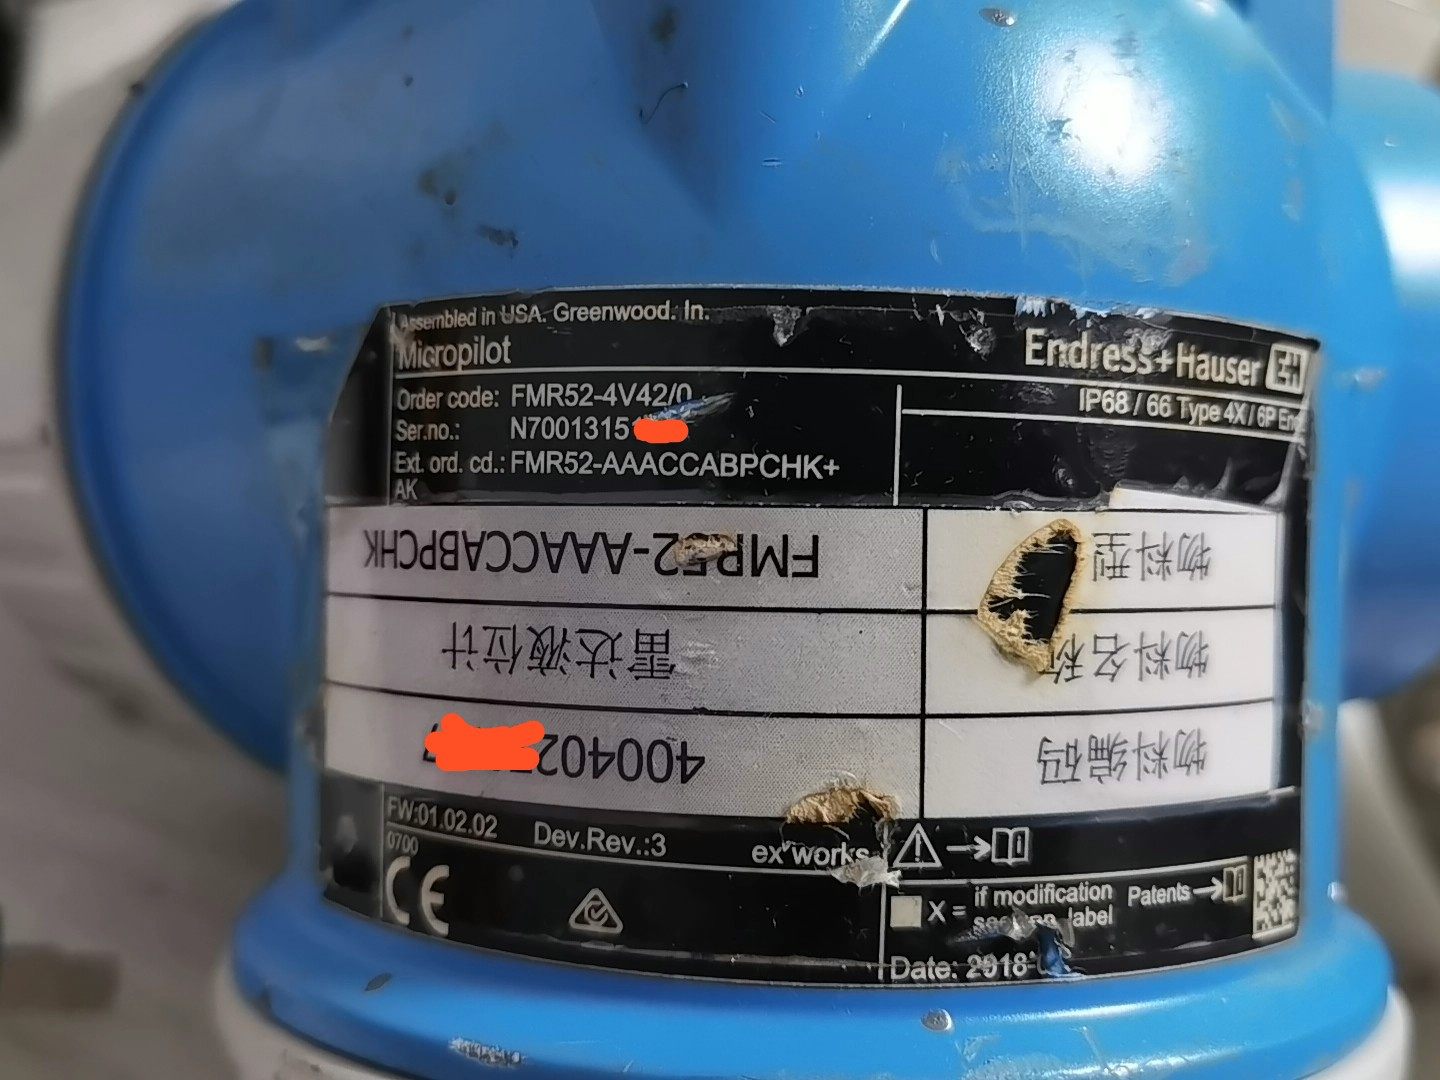 Assembled in USA. Greenwood. In.
Micropilot
Endress+Hauser EH
Order code: FMR52-4V42/0
IP68 / 66 Type 4X / 6P
Ser.no.: N7001315
Ext. ord. cd.: FMR52-AAACCABPCHK+
AK
物料型 FMR52-AAACCABPCHK
物料名称 雷达液位计
物料编码 400402
FW:01.02.02 Dev.Rev.:3 ex works
0700
CE
if modification
X = label
Patents
Date: 2018